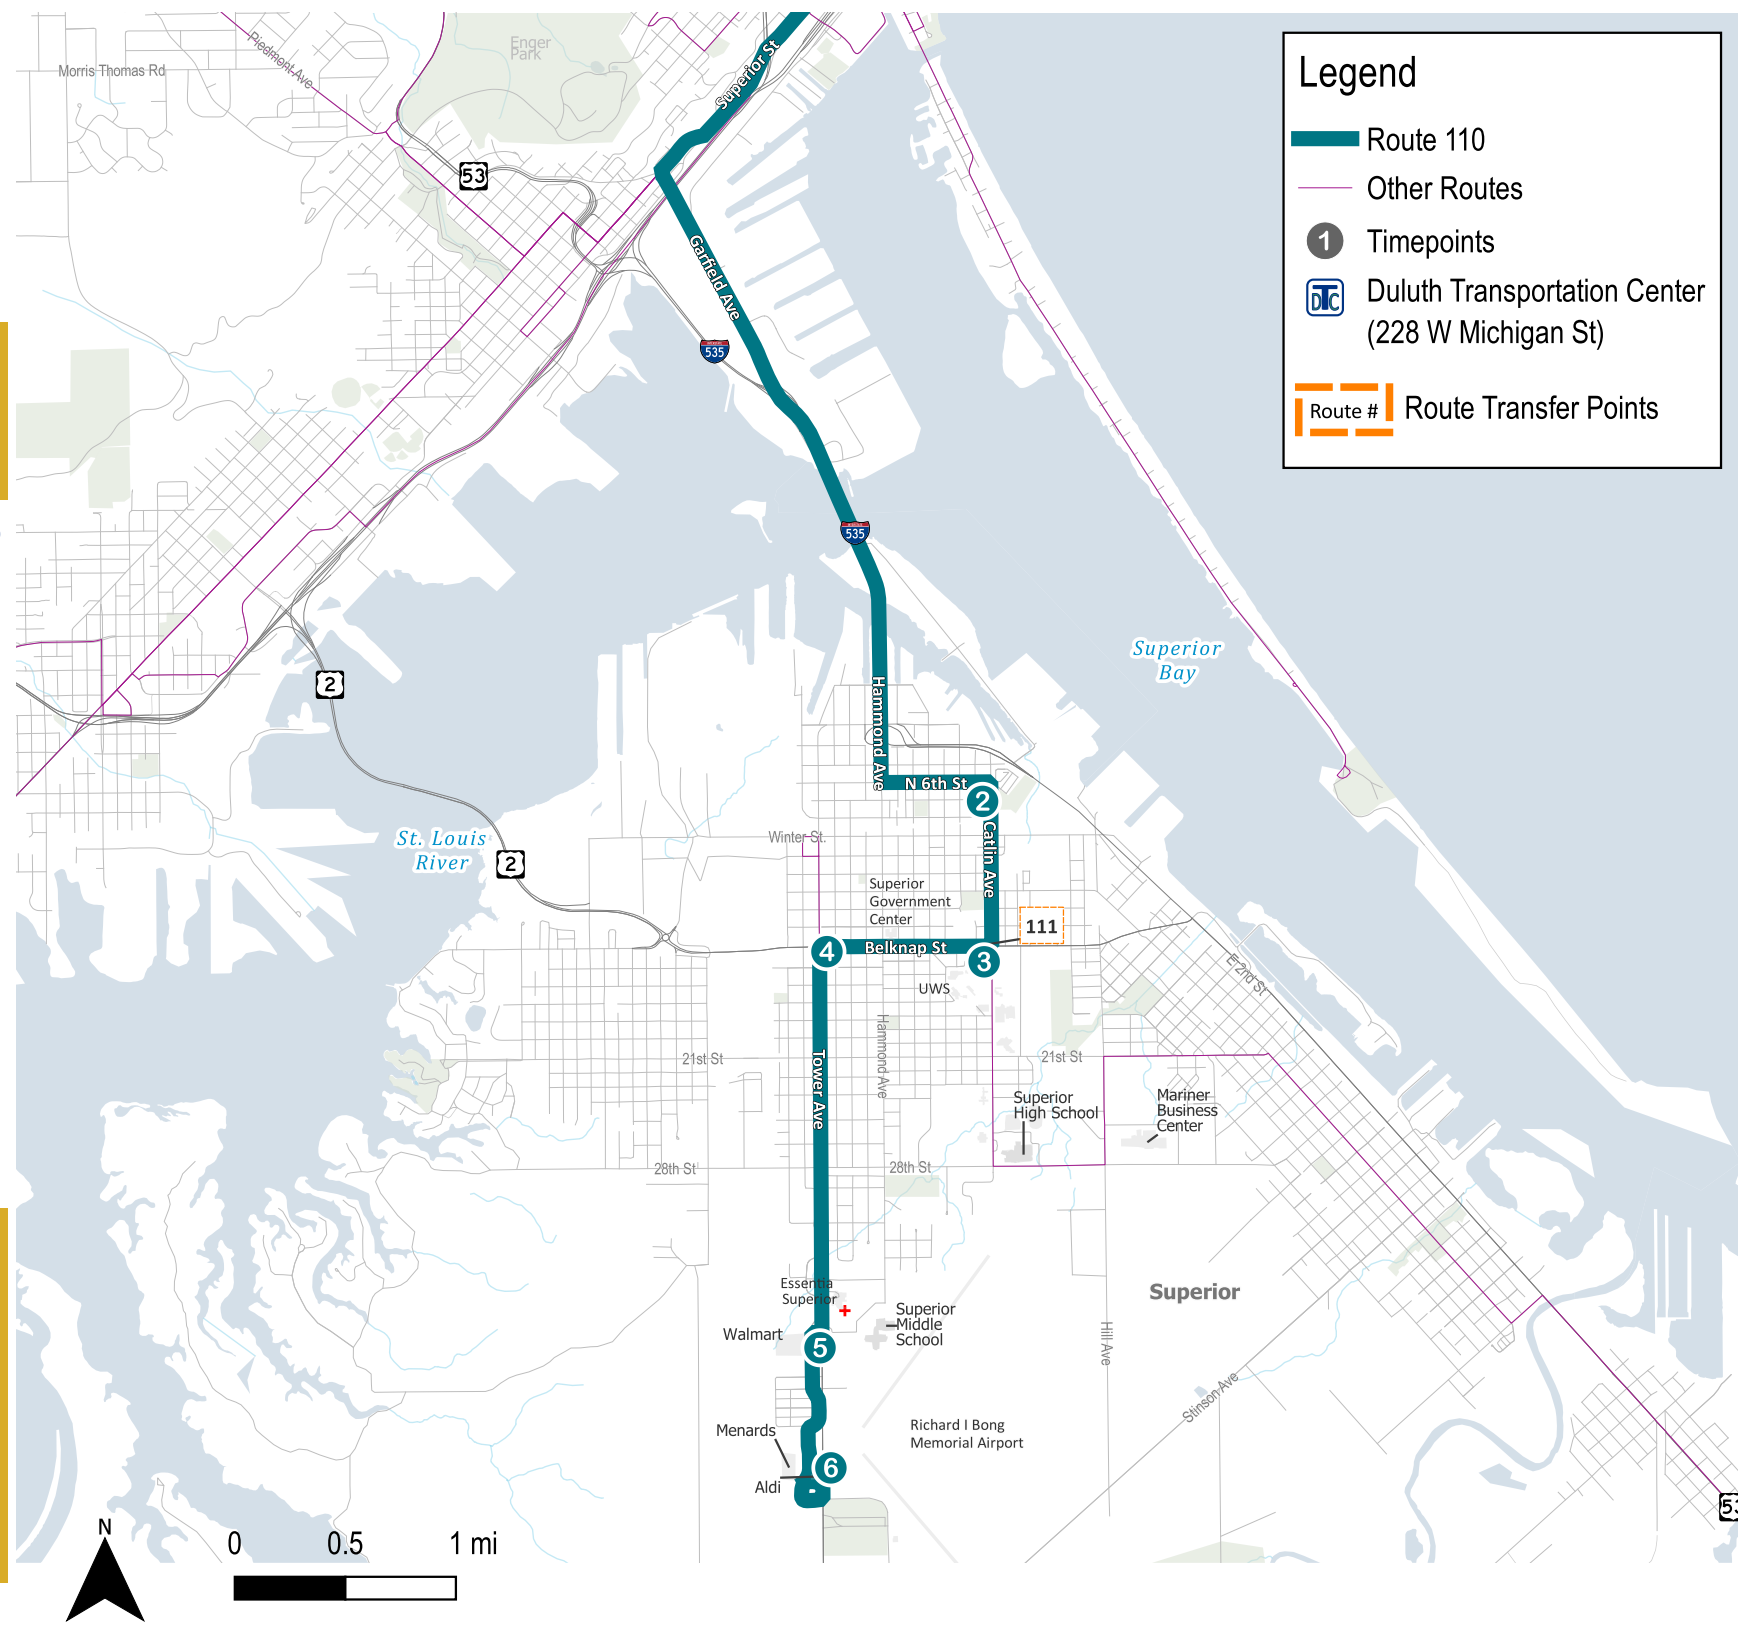 Enger
Park
Piedmont Ave
Morris Thomas Rd
Superior St
53
Garfield Ave
535
535
Legend
Route 110
Other Routes
1
Timepoints
DTC
Duluth Transportation Center
(228 W Michigan St)
Route #
Route Transfer Points
Superior
Bay
2
Hammond Ave
N 6th St
2
Catlin Ave
St. Louis
River
2
Winter St.
Superior
Government
Center
111
4
Belknap St
3
E 2nd St
UWS
Hammond Ave
21st St
21st St
Tower Ave
Superior
High School
Mariner
Business
Center
28th St
28th St
Essentia
Superior
Superior
Superior
Middle
School
Walmart
5
Hill Ave
Stinson Ave
Menards
Richard I Bong
Memorial Airport
6
Aldi
53
N
0 0.5 1 mi